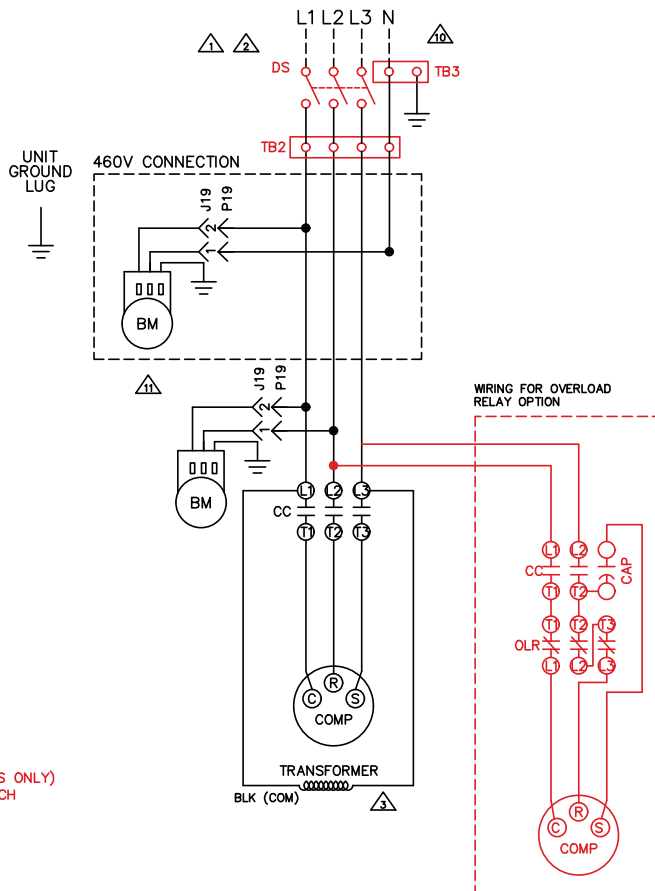 L1 L2 L3 N
1 2 10
DS
TB3
TB2
UNIT
GROUND
LUG
460V CONNECTION
J19
P19
2
1
BM
11
J19
P19
2
1
BM
WIRING FOR OVERLOAD
RELAY OPTION
L1 L2 L3
CC
T1 T2 T3
C R S
COMP
TRANSFORMER
BLK (COM)
3
L1 L2
CC
CAP
T1 T2
T1 T2 T3
OLR
L1 L2 L3
C R S
COMP
S ONLY)
CH